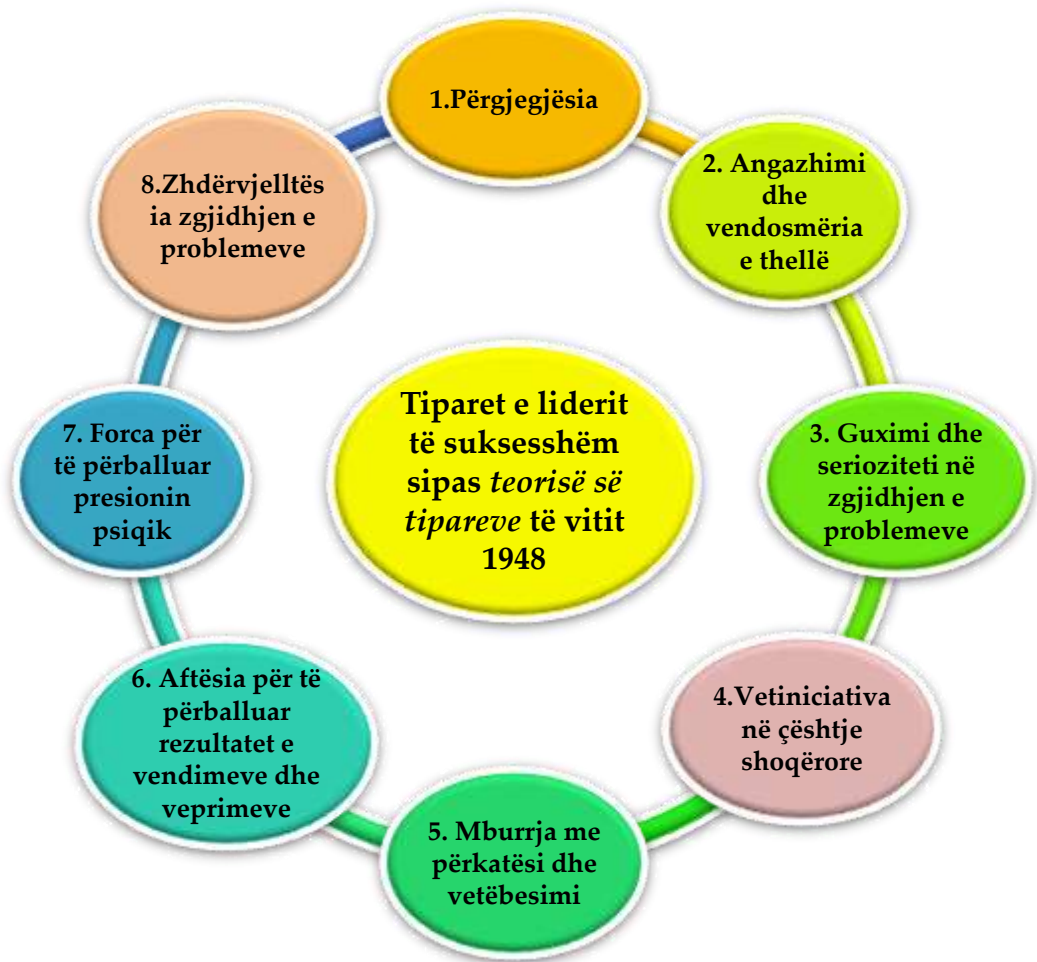 1.Përgjegjësia
2. Angazhimi
dhe
vendosmëria
e thellë
3. Guximi dhe
serioziteti në
zgjidhjen e
problemeve
4.Vetiniciativa
në çështje
shoqërore
5. Mburrja me
përkatësi dhe
vetëbesimi
6. Aftësia për të
përballuar
rezultatet e
vendimeve dhe
veprimeve
7. Forca për
të përballuar
presionin
psiqik
8.Zhdërvjelltës
ia zgjidhjen e
problemeve
Tiparet e liderit
të suksesshëm
sipas teorisë së
tipareve të vitit
1948